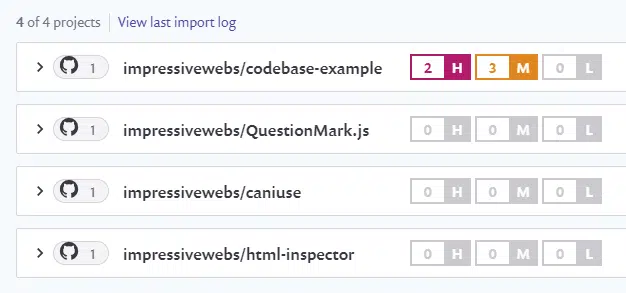 4 of 4 projects View last import log
1 impressivewebs/codebase-example 2 H 3 M 0 L
1 impressivewebs/QuestionMark.js 0 H 0 M 0 L
1 impressivewebs/caniuse 0 H 0 M 0 L
1 impressivewebs/html-inspector 0 H 0 M 0 L